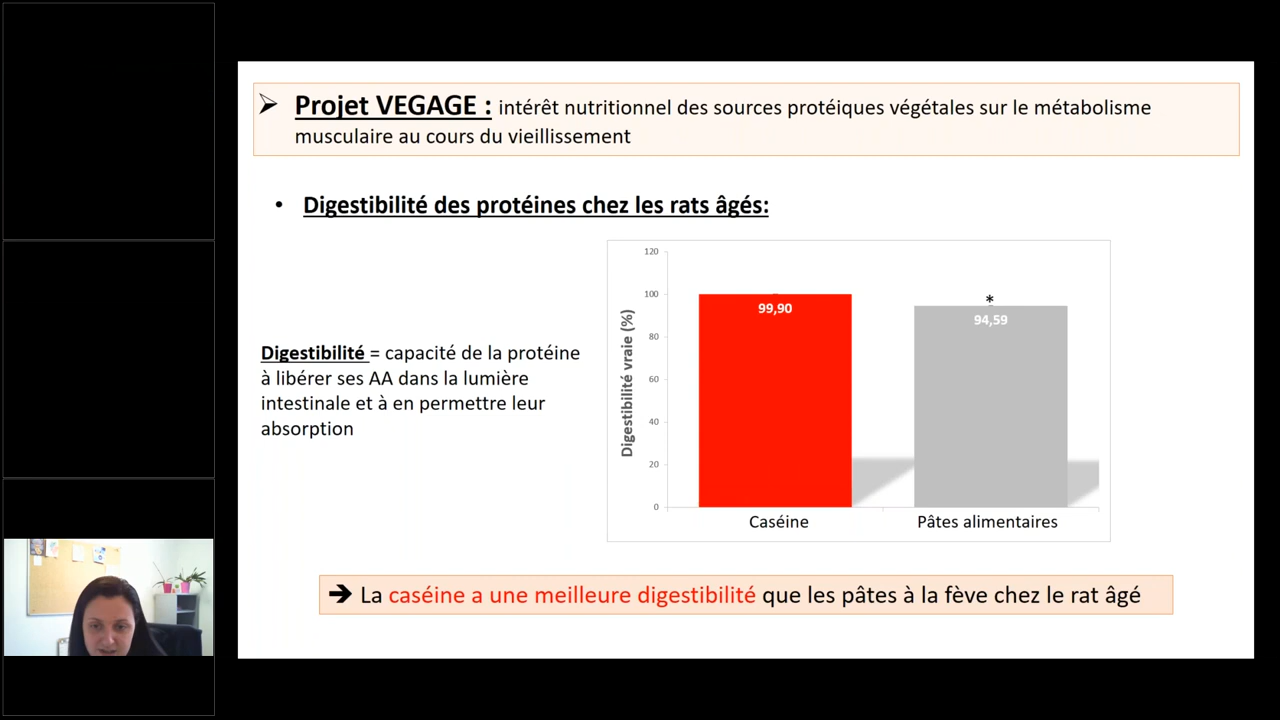 ➢ Projet VEGAGE : intérêt nutritionnel des sources protéiques végétales sur le métabolisme
musculaire au cours du vieillissement
• Digestibilité des protéines chez les rats âgés:
Digestibilité = capacité de la protéine
à libérer ses AA dans la lumière
intestinale et à en permettre leur
absorption
Digestibilité vraie (%)
120
100
80
60
40
20
0
99,90
*
94,59
Caséine
Pâtes alimentaires
➔ La caséine a une meilleure digestibilité que les pâtes à la fève chez le rat âgé